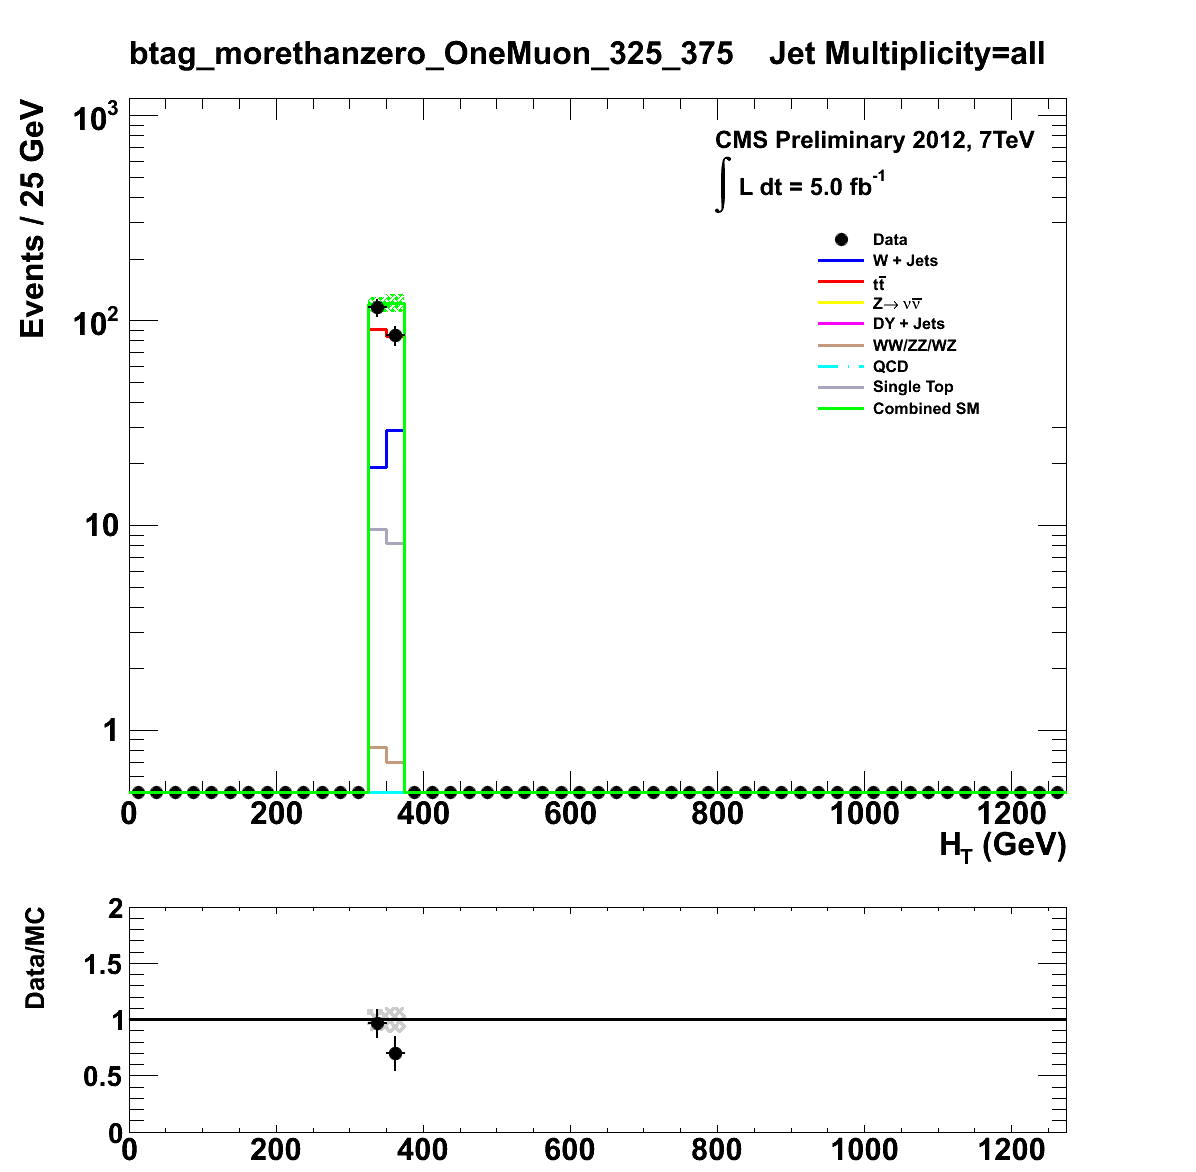 btag_morethanzero_OneMuon_325_375 Jet Multiplicity=all
Events / 25 GeV
10³
10²
10
1
CMS Preliminary 2012, 7TeV
∫ L dt = 5.0 fb⁻¹
Data
W + Jets
tt̅
Z→ νν̅
DY + Jets
WW/ZZ/WZ
QCD
Single Top
Combined SM
0 200 400 600 800 1000 1200
H_T (GeV)
Data/MC
2
1.5
1
0.5
0
0 200 400 600 800 1000 1200